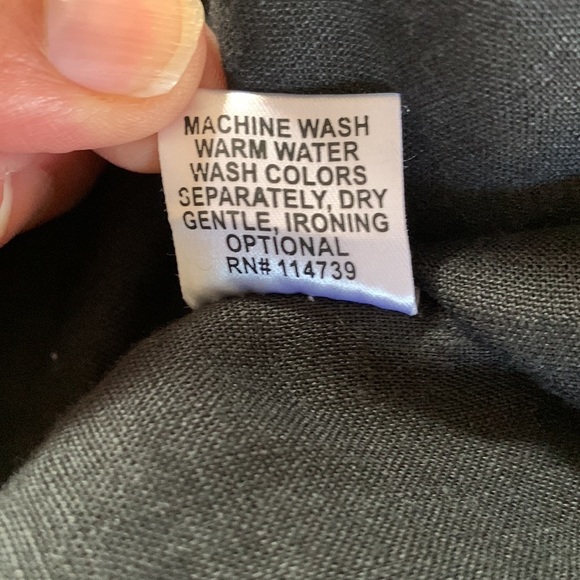 MACHINE WASH
WARM WATER
WASH COLORS
SEPARATELY, DRY
GENTLE, IRONING
OPTIONAL
RN# 114739